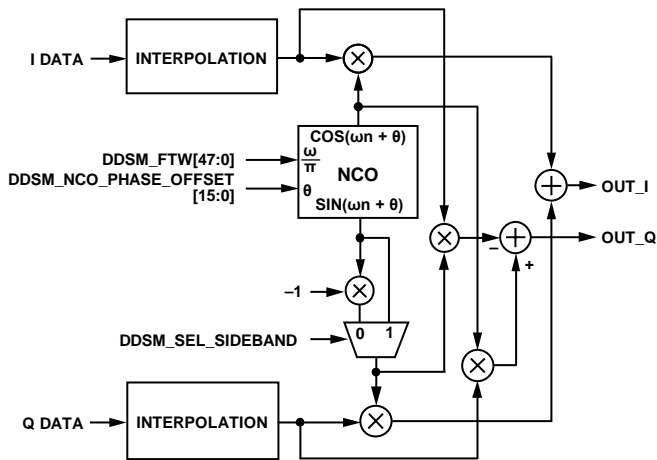 I DATA
INTERPOLATION
×
COS(ωn + θ)
DDSM_FTW[47:0]
ω
π
NCO
DDSM_NCO_PHASE_OFFSET
[15:0]
θ
SIN(ωn + θ)
+
OUT_I
×
–
+
OUT_Q
+
–1
×
0 1
DDSM_SEL_SIDEBAND
×
Q DATA
INTERPOLATION
×